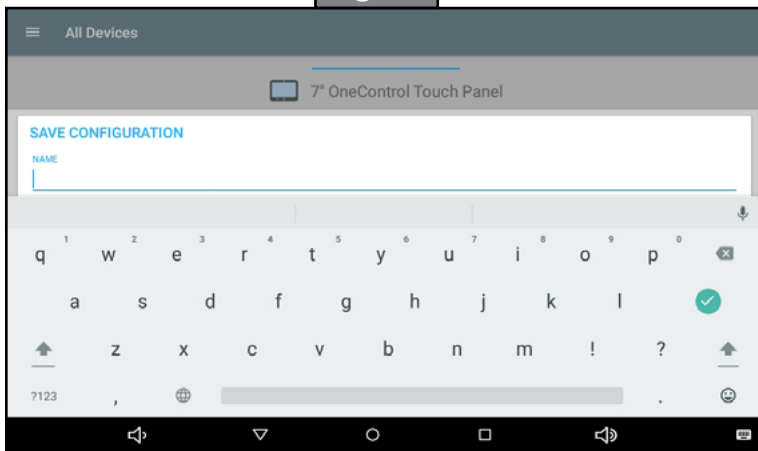 All Devices
7" OneControl Touch Panel
SAVE CONFIGURATION
NAME
q 1 w 2 e 3 r 4 t 5 y 6 u 7 i 8 o 9 p 0
a s d f g h j k l
z x c v b n m ! ?
?123 , .